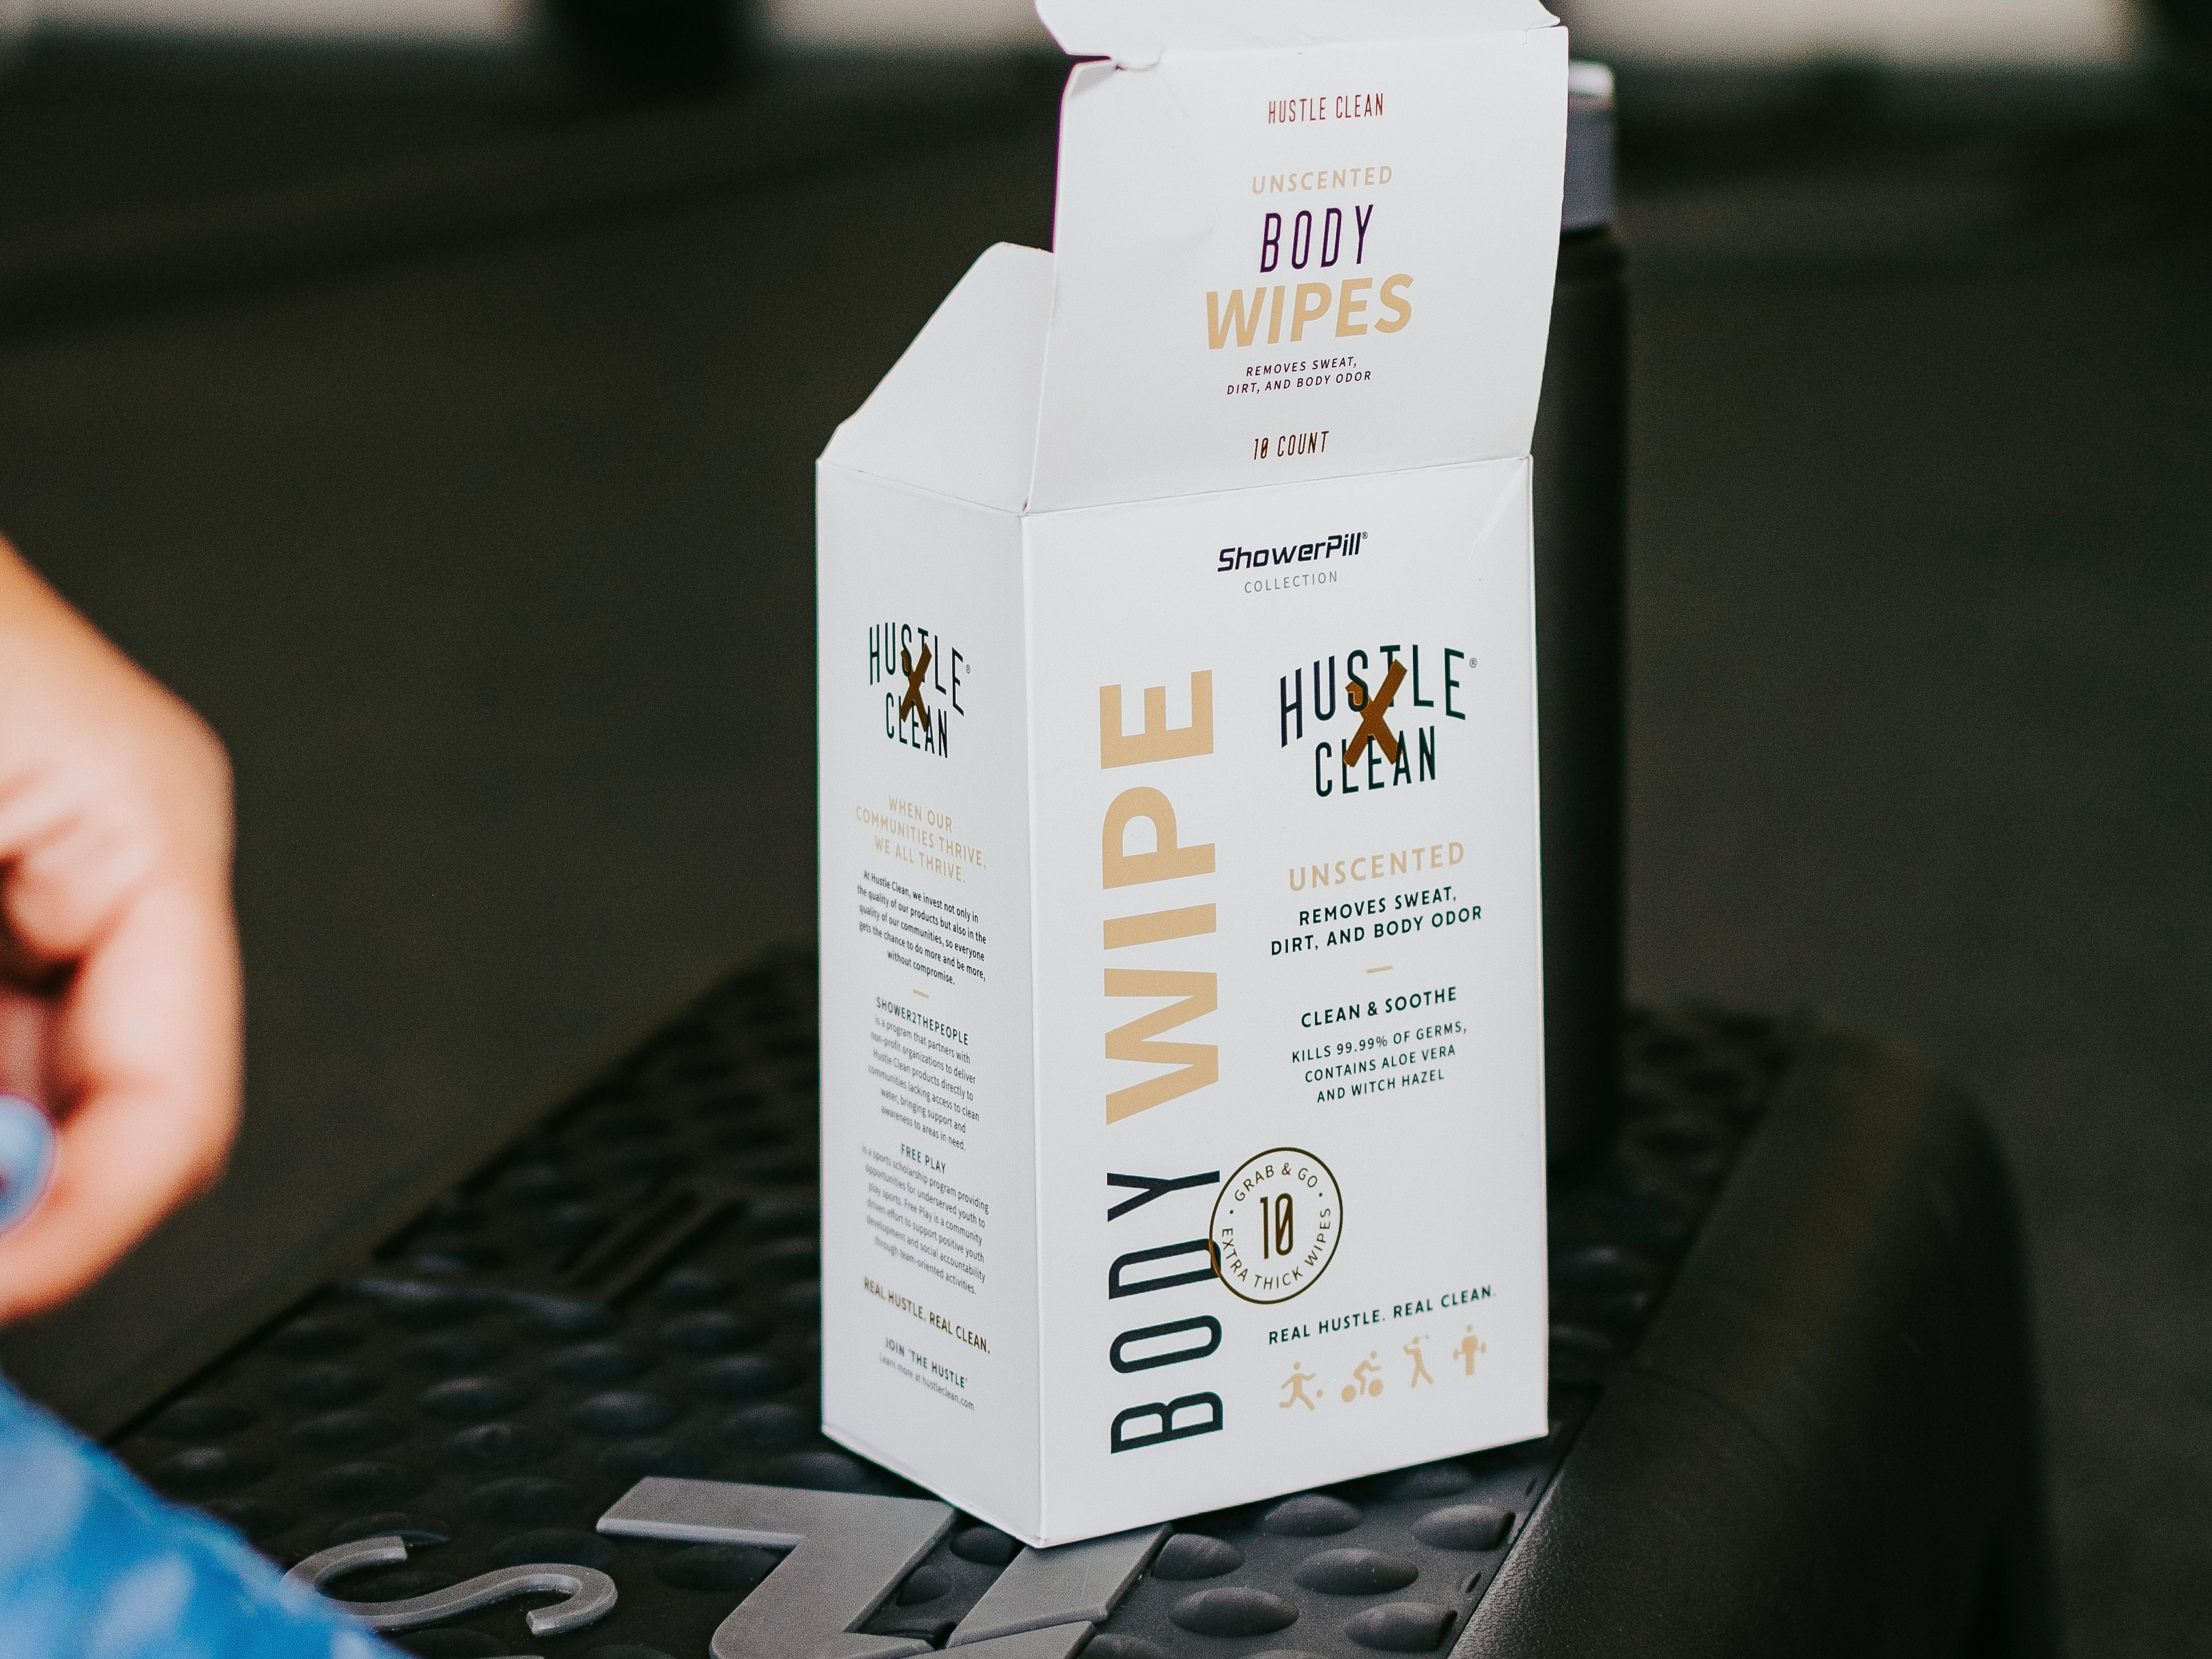 HUSTLE CLEAN
UNSCENTED
BODY
WIPES
REMOVES SWEAT,
DIRT, AND BODY ODOR
10 COUNT
ShowerPill®
COLLECTION
HUSTLE®
CLEAN
UNSCENTED
REMOVES SWEAT,
DIRT, AND BODY ODOR
CLEAN & SOOTHE
KILLS 99.99% OF GERMS,
CONTAINS ALOE VERA
AND WITCH HAZEL
BODY WIPE
GRAB & GO
10
EXTRA THICK WIPES
REAL HUSTLE. REAL CLEAN.
HUSTLE®
CLEAN
WHEN OUR
COMMUNITIES THRIVE,
WE ALL THRIVE.
At Hustle Clean, we invest not only in
the quality of our products but also in the
quality of our communities, so everyone
gets the chance to do more and be more,
without compromise.
SHOWER2THEPEOPLE
is a program that partners with
non-profit organizations to deliver
Hustle Clean products directly to
communities lacking access to clean
water, bringing support and
awareness to areas in need.
FREE PLAY
is a sports scholarship program providing
opportunities for underserved youth to
play sports. Free Play is a community
driven effort to support positive youth
development and social accountability
through team-oriented activities.
REAL HUSTLE. REAL CLEAN.
JOIN 'THE HUSTLE'
Learn more at hustleclean.com